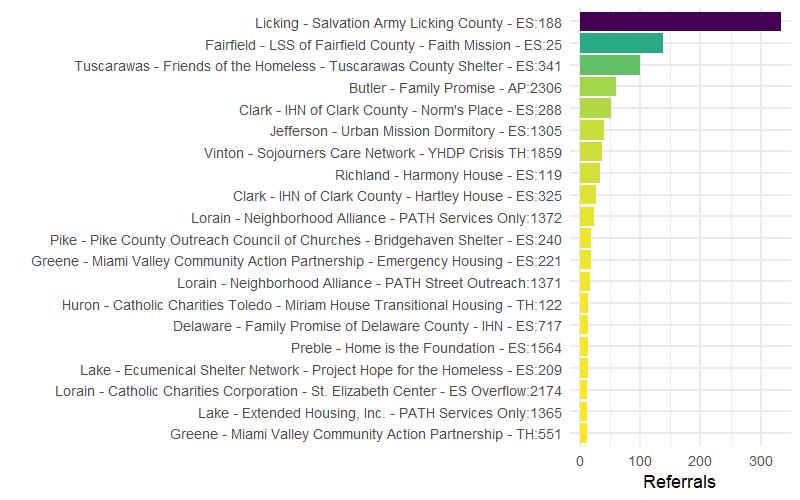 Licking - Salvation Army Licking County - ES:188
Fairfield - LSS of Fairfield County - Faith Mission - ES:25
Tuscarawas - Friends of the Homeless - Tuscarawas County Shelter - ES:341
Butler - Family Promise - AP:2306
Clark - IHN of Clark County - Norm's Place - ES:288
Jefferson - Urban Mission Dormitory - ES:1305
Vinton - Sojourners Care Network - YHDP Crisis TH:1859
Richland - Harmony House - ES:119
Clark - IHN of Clark County - Hartley House - ES:325
Lorain - Neighborhood Alliance - PATH Services Only:1372
Pike - Pike County Outreach Council of Churches - Bridgehaven Shelter - ES:240
Greene - Miami Valley Community Action Partnership - Emergency Housing - ES:221
Lorain - Neighborhood Alliance - PATH Street Outreach:1371
Huron - Catholic Charities Toledo - Miriam House Transitional Housing - TH:122
Delaware - Family Promise of Delaware County - IHN - ES:717
Preble - Home is the Foundation - ES:1564
Lake - Ecumenical Shelter Network - Project Hope for the Homeless - ES:209
Lorain - Catholic Charities Corporation - St. Elizabeth Center - ES Overflow:2174
Lake - Extended Housing, Inc. - PATH Services Only:1365
Greene - Miami Valley Community Action Partnership - TH:551
0 100 200 300
Referrals